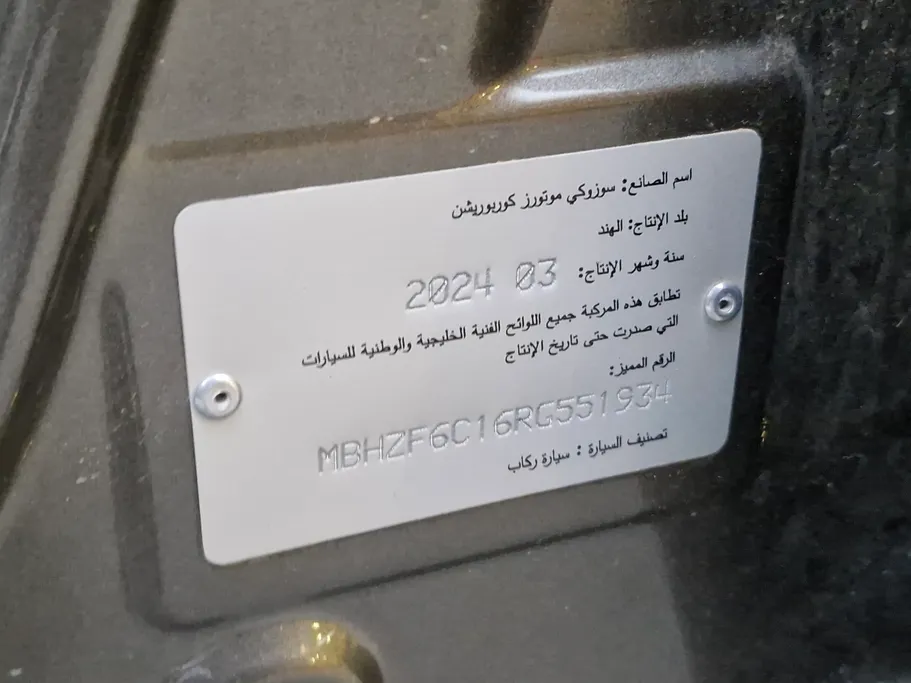 اسم الصانع: سوزوكي موتورز كوربوريشن
بلد الإنتاج: الهند
سنة وشهر الإنتاج: 2024 03
تطابق هذه المركبة جميع اللوائح الفنية الخليجية والوطنية للسيارات
التي صدرت حتى تاريخ الإنتاج
الرقم المميز:
MBHZF6C16RG551934
تصنيف السيارة : سيارة ركاب